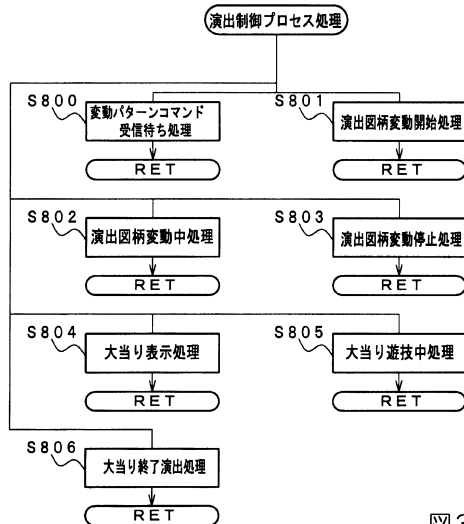 演出制御プロセス処理
S800
変動パターンコマンド
受信待ち処理
RET
S801
演出図柄変動開始処理
RET
S802
演出図柄変動中処理
RET
S803
演出図柄変動停止処理
RET
S804
大当り表示処理
RET
S805
大当り遊技中処理
RET
S806
大当り終了演出処理
RET
図